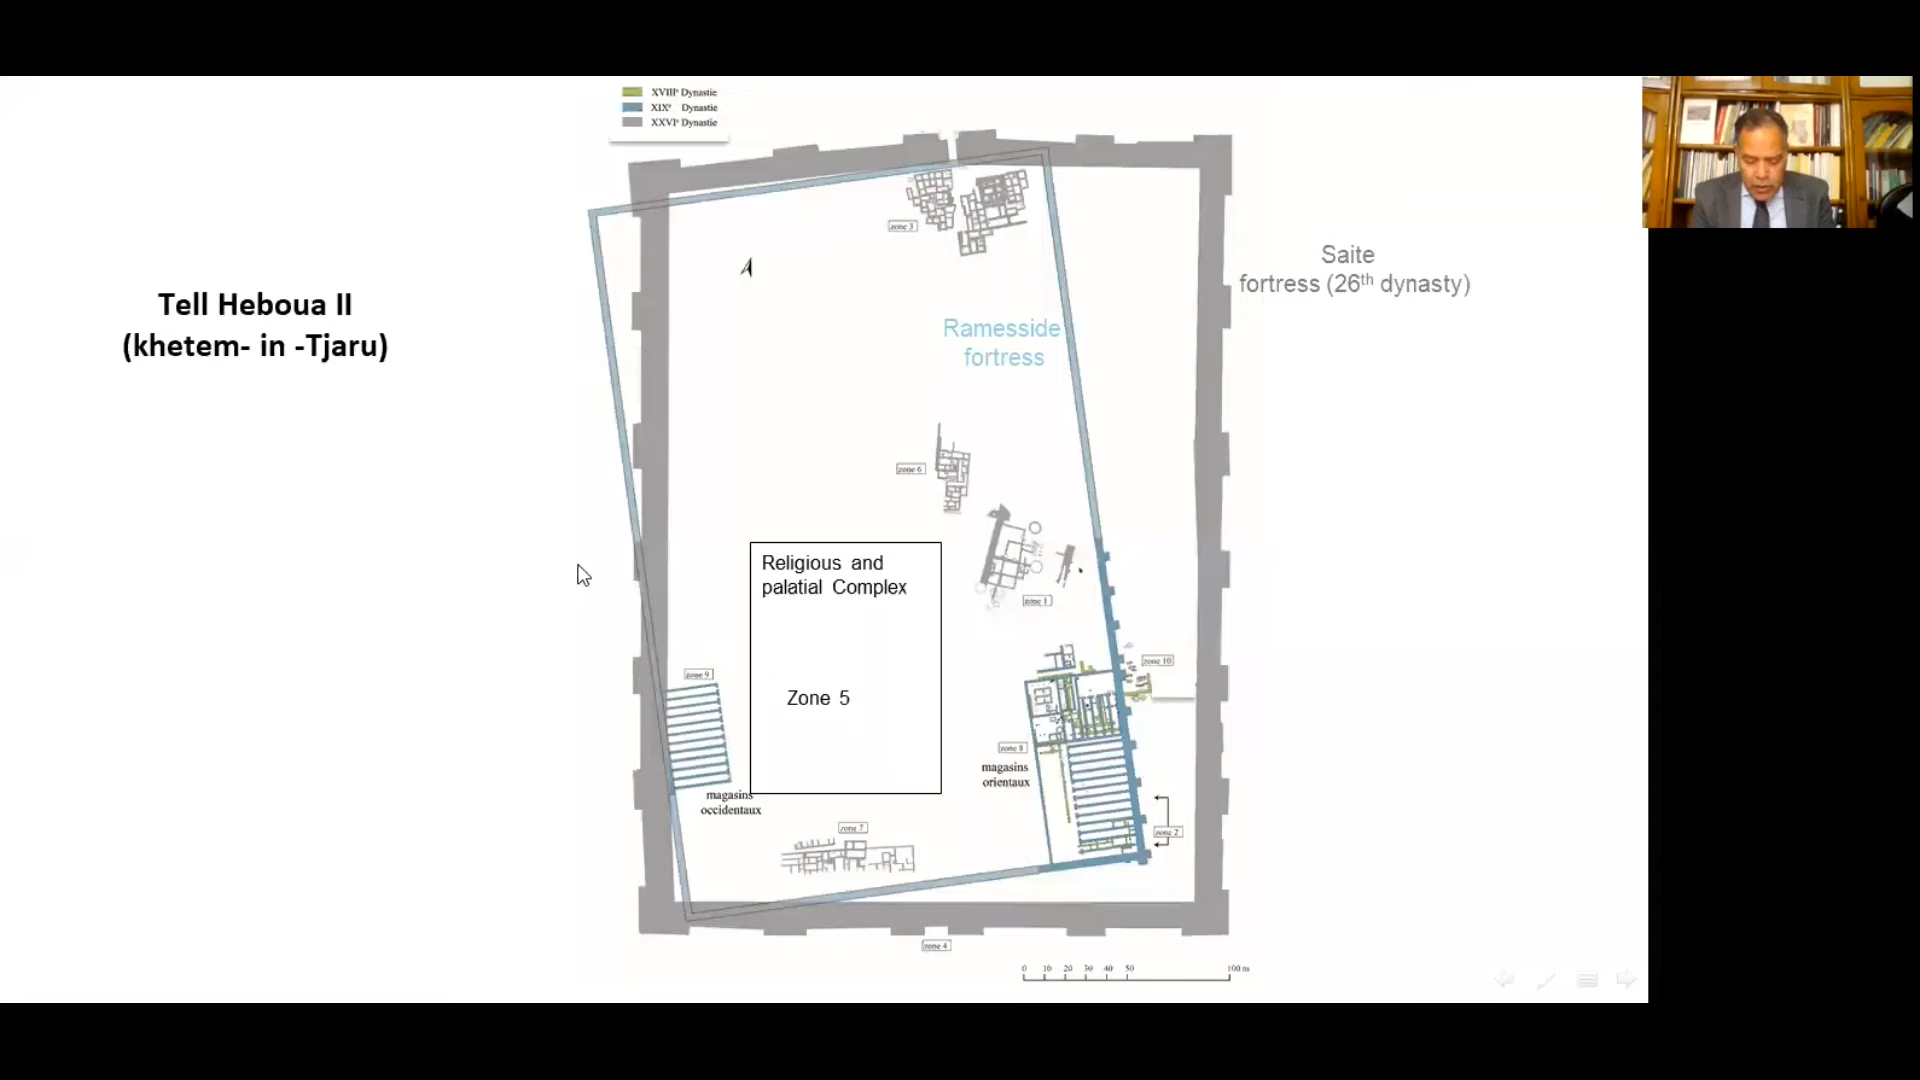 XVIIIe Dynastie
XIXe Dynastie
XXVIe Dynastie
Tell Heboua II
(khetem- in -Tjaru)
zone 3
Saite
fortress (26th dynasty)
Ramesside
fortress
zone 6
Religious and
palatial Complex
zone 1
zone 10
zone 9
Zone 5
zone 8
magasins
orientaux
magasins
occidentaux
zone 7
zone 2
zone 4
0 10 20 30 40 50 100 m